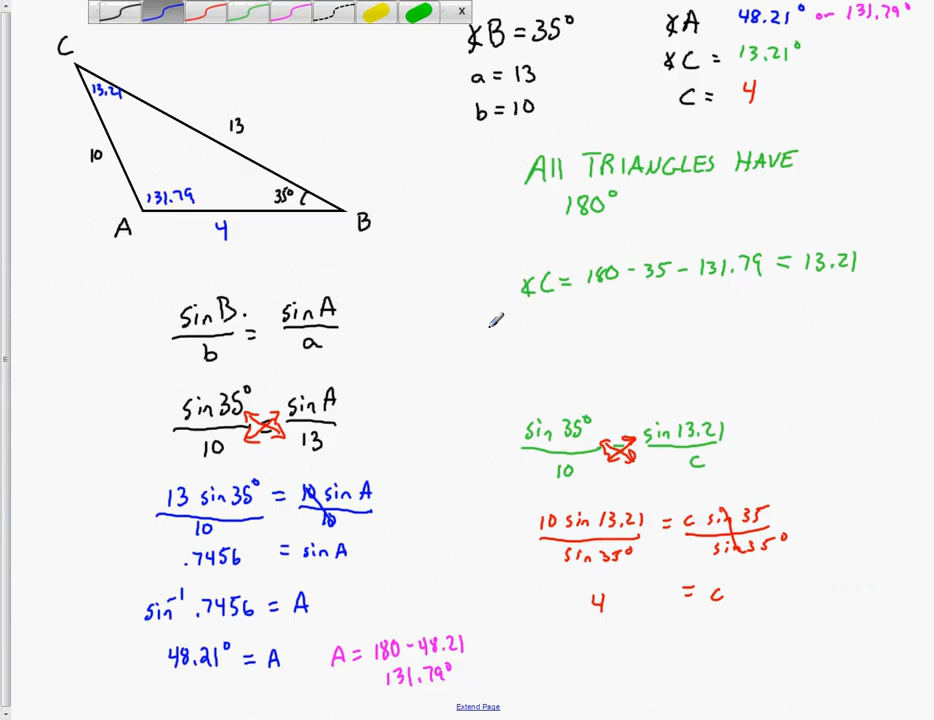 x
C
13.21
10
13
131.79
35°
A
4
B
∡B = 35°
a = 13
b = 10
∡A 48.21° or 131.79°
∡C = 13.21°
C = 4
ALL TRIANGLES HAVE
180°
∡C = 180 - 35 - 131.79 = 13.21
sin B. / b = sin A / a
sin 35° / 10 = sin A / 13
13 sin 35° / 10 = 10 sin A / 10
.7456 = sin A
sin⁻¹ .7456 = A
48.21° = A
A = 180 - 48.21
131.79°
sin 35° / 10 = sin 13.21 / c
10 sin 13.21 / sin 35° = c sin 35 / sin 35°
4 = c
Extend Page